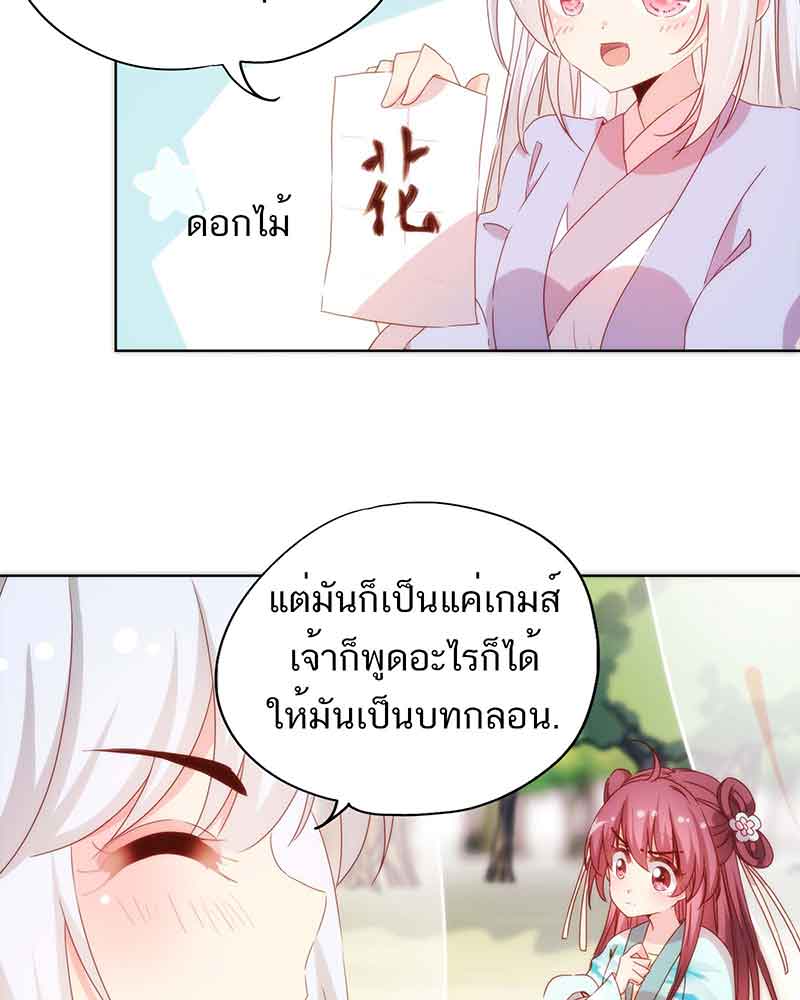 花
ดอกไม้
แต่มันก็เป็นแค่เกมส์
เจ้าก็พูดอะไรก็ได้
ให้มันเป็นบทกลอน.